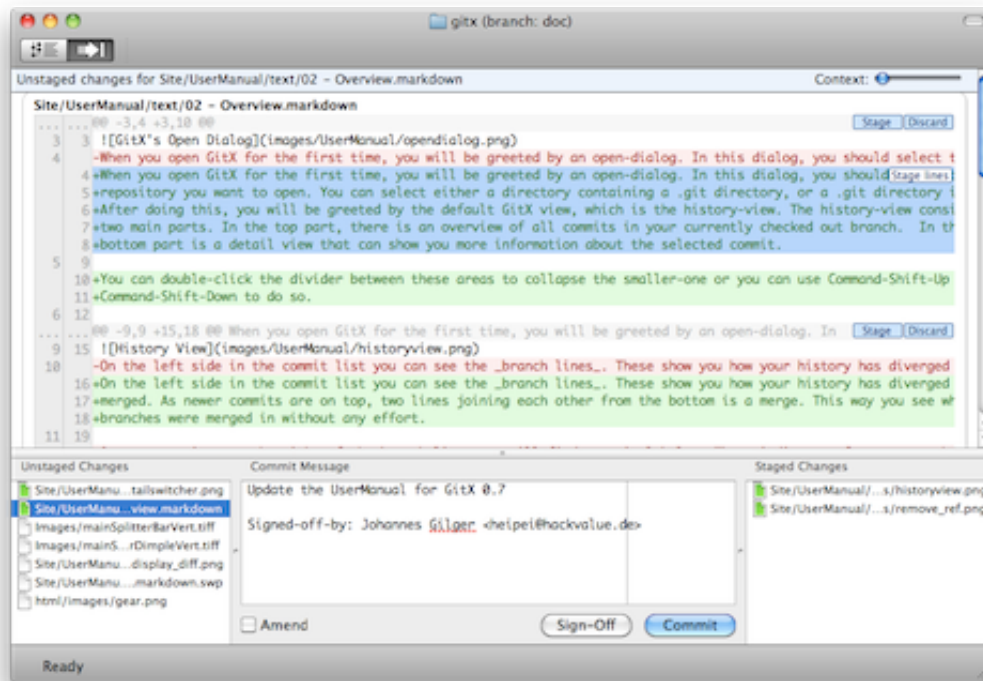 gitx (branch: doc)
Unstaged changes for Site/UserManual/text/02 - Overview.markdown Context:
Site/UserManual/text/02 - Overview.markdown
... ... @@ -3,4 +3,10 @@ Stage Discard
3 3 ![GitX's Open Dialog](images/UserManual/opendialog.png)
4 -When you open GitX for the first time, you will be greeted by an open-dialog. In this dialog, you should select t
4 +When you open GitX for the first time, you will be greeted by an open-dialog. In this dialog, you should Stage lines
5 +repository you want to open. You can select either a directory containing a .git directory, or a .git directory i
6 +After doing this, you will be greeted by the default GitX view, which is the history-view. The history-view consi
7 +two main parts. In the top part, there is an overview of all commits in your currently checked out branch.  In th
8 +bottom part is a detail view that can show you more information about the selected commit.
5 9
10 +You can double-click the divider between these areas to collapse the smaller-one or you can use Command-Shift-Up
11 +Command-Shift-Down to do so.
6 12
... ... @@ -9,9 +15,18 @@ When you open GitX for the first time, you will be greeted by an open-dialog. In Stage Discard
9 15 ![History View](images/UserManual/historyview.png)
10 -On the left side in the commit list you can see the _branch lines_. These show you how your history has diverged
16 +On the left side in the commit list you can see the _branch lines_. These show you how your history has diverged
17 +merged. As newer commits are on top, two lines joining each other from the bottom is a merge. This way you see wh
18 +branches were merged in without any effort.
11 19
Unstaged Changes Commit Message Staged Changes
Site/UserManu...tailswitcher.png
Site/UserManu...view.markdown
Images/mainSplitterBarVert.tiff
Images/mainS...rDimpleVert.tiff
Site/UserManu...display_diff.png
Site/UserManu....markdown.swp
html/images/gear.png
Update the UserManual for GitX 0.7
Signed-off-by: Johannes Gilger <heipei@hackvalue.de>
Site/UserManual/...s/historyview.png
Site/UserManual/...s/remove_ref.png
Amend Sign-Off Commit
Ready